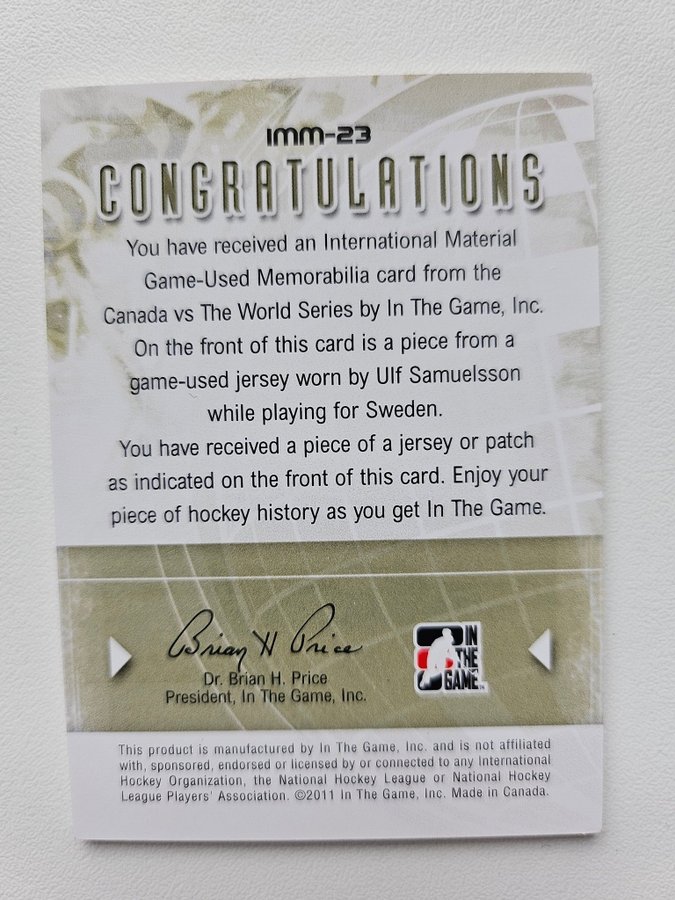 IMM-23
CONGRATULATIONS
You have received an International Material
Game-Used Memorabilia card from the
Canada vs The World Series by In The Game, Inc.
On the front of this card is a piece from a
game-used jersey worn by Ulf Samuelsson
while playing for Sweden.
You have received a piece of a jersey or patch
as indicated on the front of this card. Enjoy your
piece of hockey history as you get In The Game.
Brian H Price
Dr. Brian H. Price
President, In The Game, Inc.
IN
THE
GAME
This product is manufactured by In The Game, Inc. and is not affiliated
with, sponsored, endorsed or licensed by or connected to any International
Hockey Organization, the National Hockey League or National Hockey
League Players' Association. ©2011 In The Game, Inc. Made in Canada.